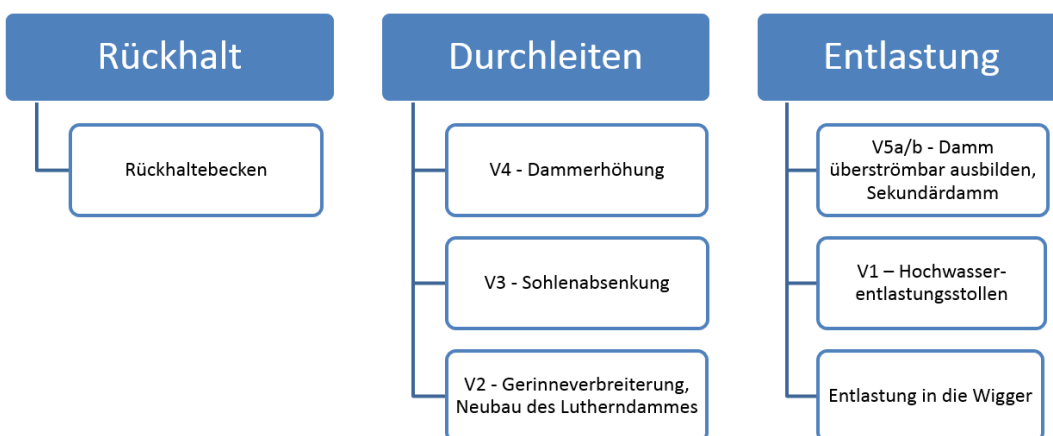 Rückhalt
Rückhaltebecken
Durchleiten
V4 - Dammerhöhung
V3 - Sohlenabsenkung
V2 - Gerinneverbreiterung,
Neubau des Lutherndammes
Entlastung
V5a/b - Damm
überströmbar ausbilden,
Sekundärdamm
V1 – Hochwasser-
entlastungsstollen
Entlastung in die Wigger